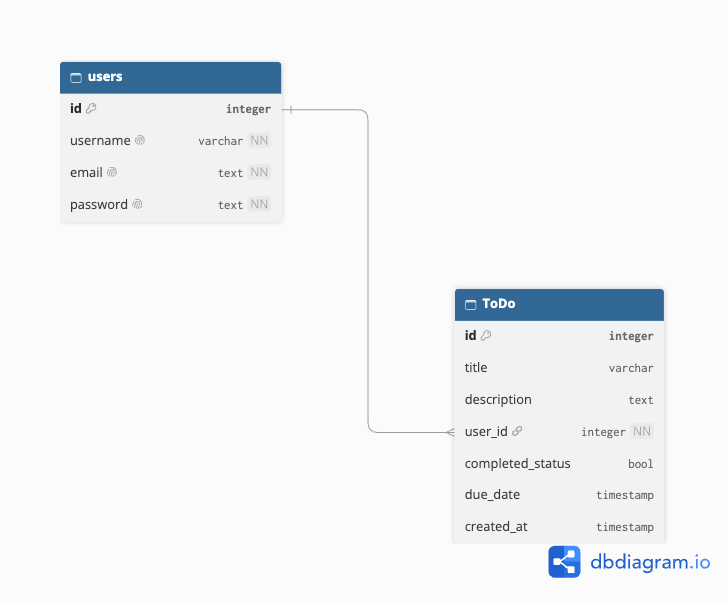 users
id integer
username varchar NN
email text NN
password text NN
ToDo
id integer
title varchar
description text
user_id integer NN
completed_status bool
due_date timestamp
created_at timestamp
dbdiagram.io